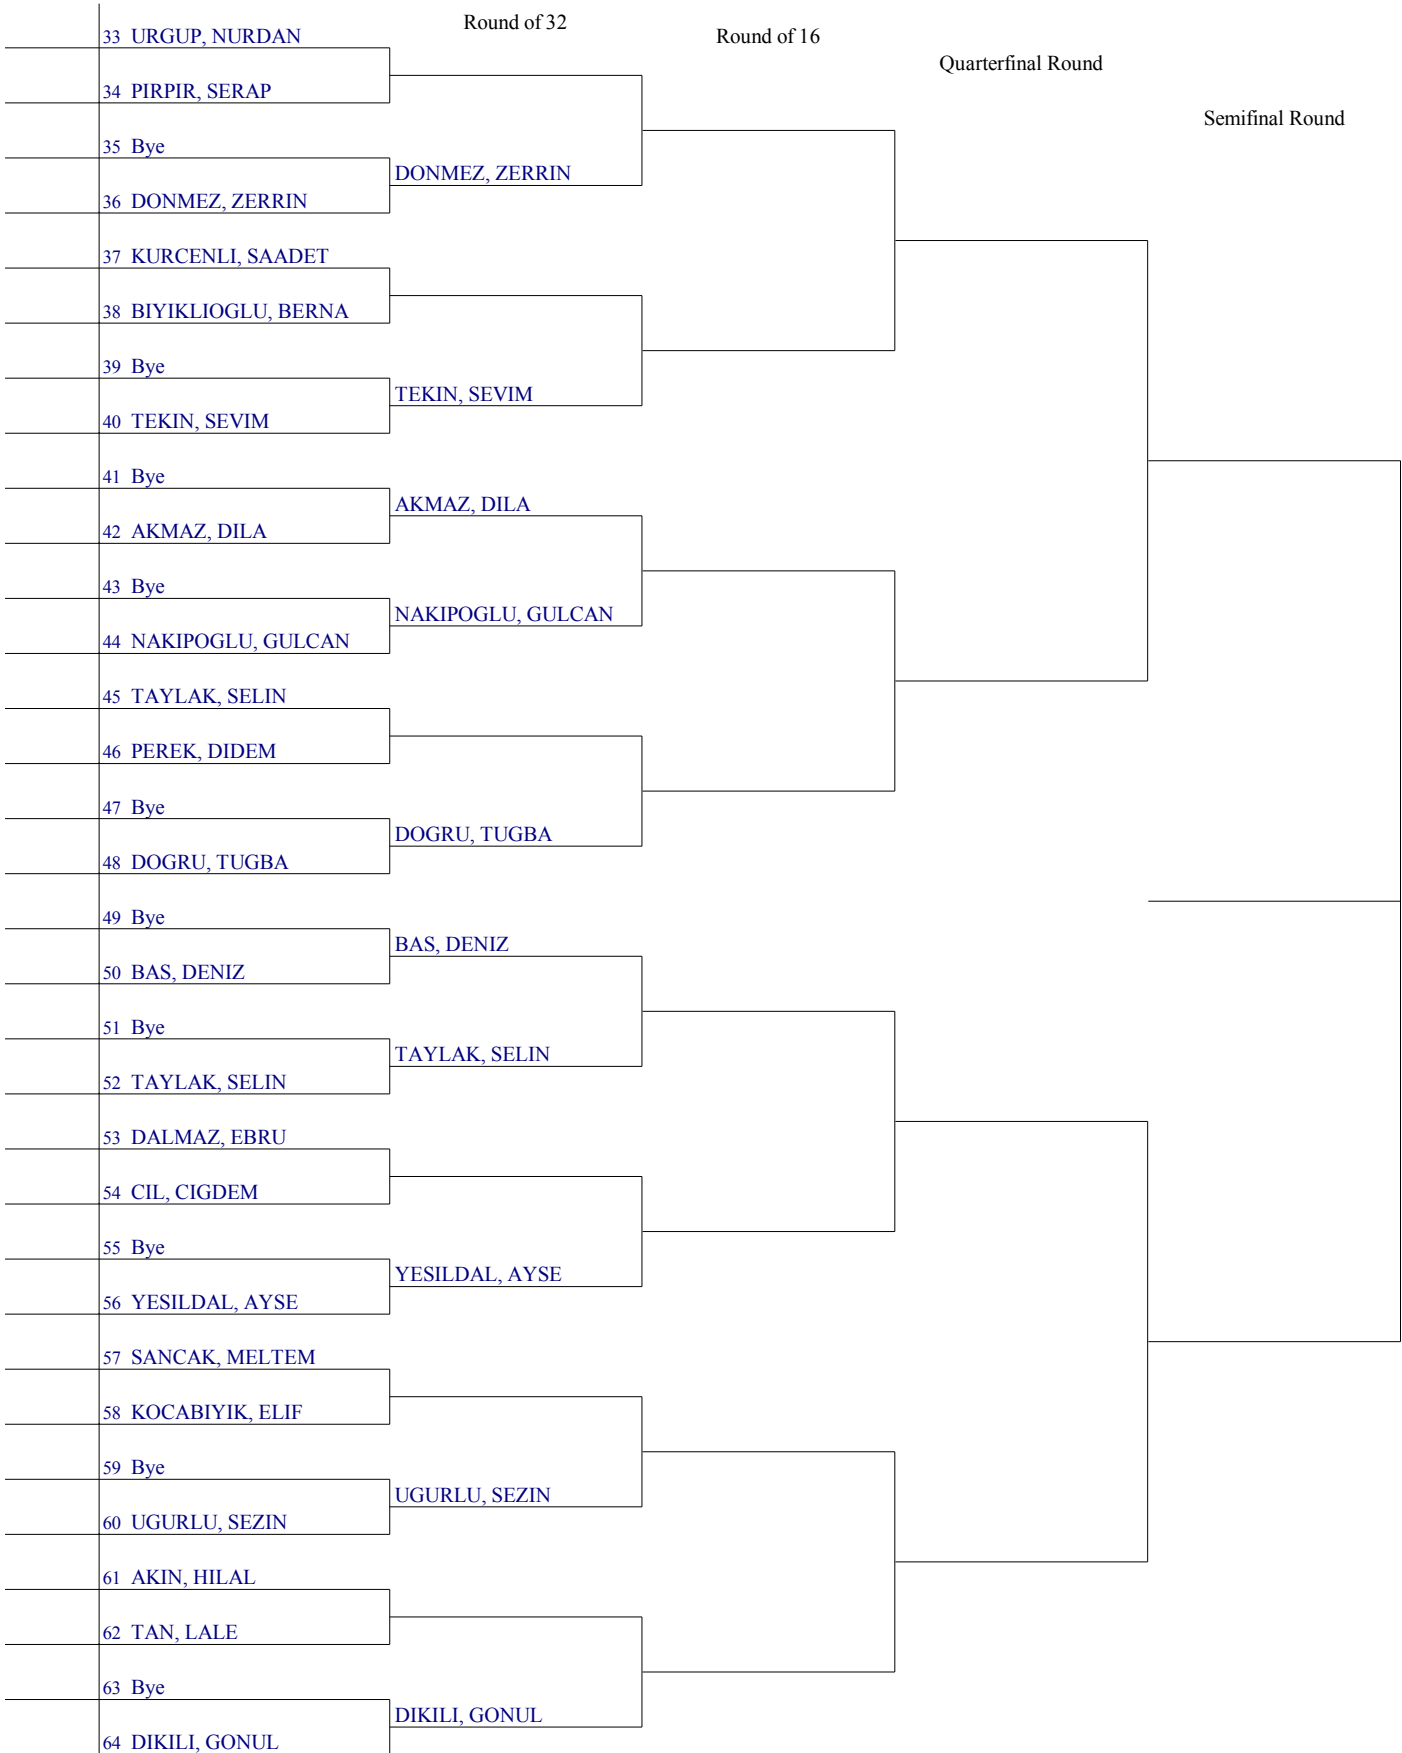 Round of 32
Round of 16
Quarterfinal Round
Semifinal Round
33 URGUP, NURDAN
34 PIRPIR, SERAP
35 Bye
DONMEZ, ZERRIN
36 DONMEZ, ZERRIN
37 KURCENLI, SAADET
38 BIYIKLIOGLU, BERNA
39 Bye
TEKIN, SEVIM
40 TEKIN, SEVIM
41 Bye
AKMAZ, DILA
42 AKMAZ, DILA
43 Bye
NAKIPOGLU, GULCAN
44 NAKIPOGLU, GULCAN
45 TAYLAK, SELIN
46 PEREK, DIDEM
47 Bye
DOGRU, TUGBA
48 DOGRU, TUGBA
49 Bye
BAS, DENIZ
50 BAS, DENIZ
51 Bye
TAYLAK, SELIN
52 TAYLAK, SELIN
53 DALMAZ, EBRU
54 CIL, CIGDEM
55 Bye
YESILDAL, AYSE
56 YESILDAL, AYSE
57 SANCAK, MELTEM
58 KOCABIYIK, ELIF
59 Bye
UGURLU, SEZIN
60 UGURLU, SEZIN
61 AKIN, HILAL
62 TAN, LALE
63 Bye
DIKILI, GONUL
64 DIKILI, GONUL